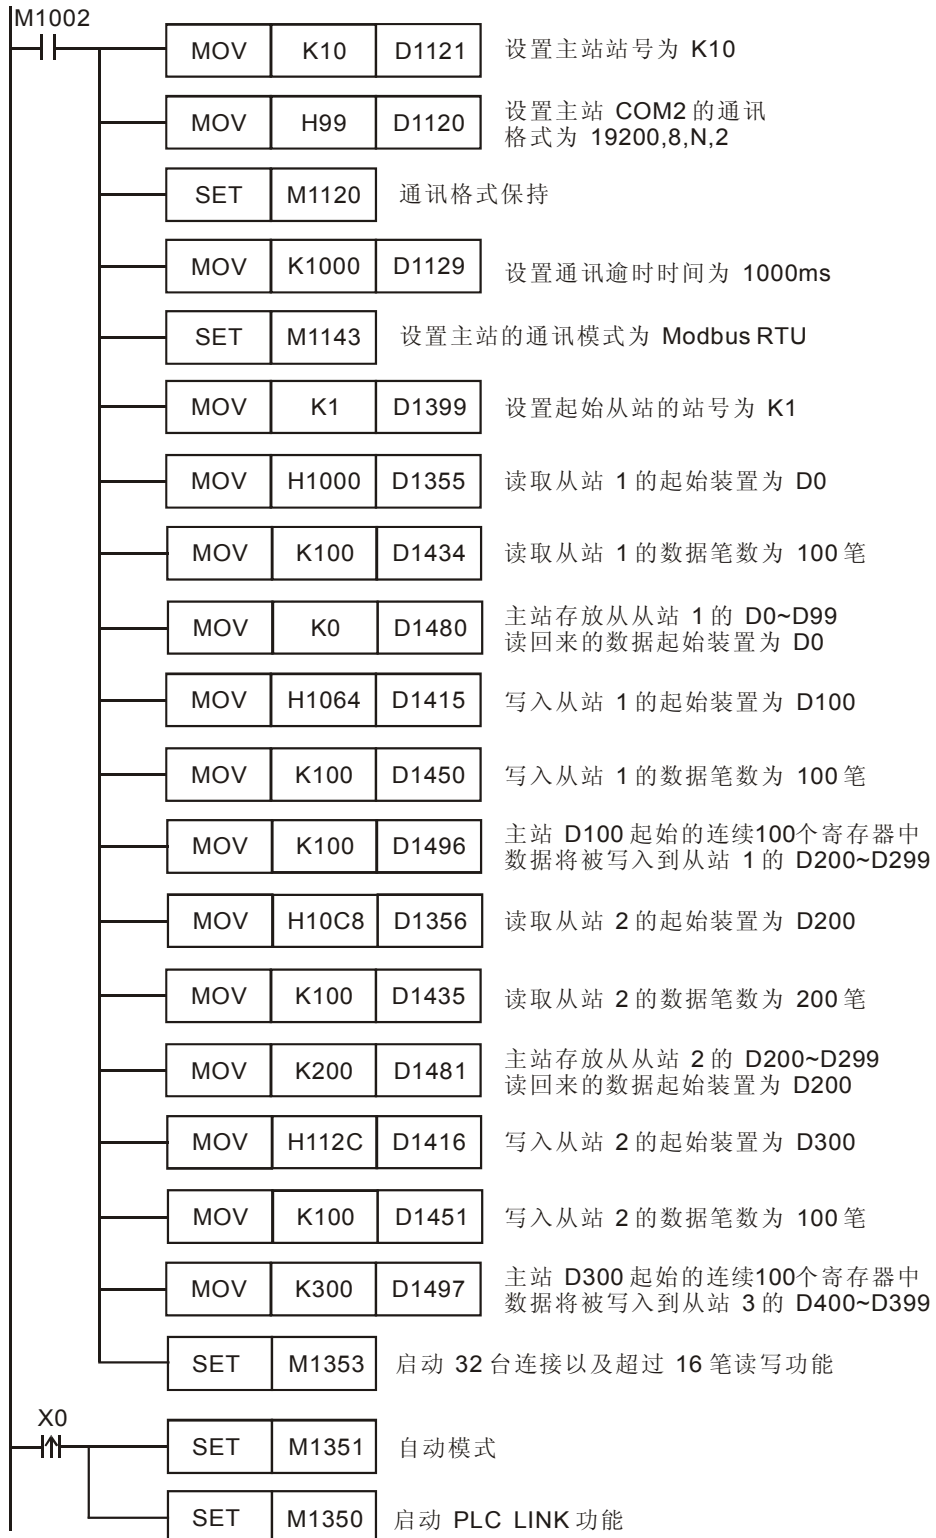 M1002
MOV K10 D1121 设置主站站号为 K10
MOV H99 D1120 设置主站 COM2 的通讯
格式为 19200,8,N,2
SET M1120 通讯格式保持
MOV K1000 D1129 设置通讯逾时时间为 1000ms
SET M1143 设置主站的通讯模式为 Modbus RTU
MOV K1 D1399 设置起始从站的站号为 K1
MOV H1000 D1355 读取从站 1 的起始装置为 D0
MOV K100 D1434 读取从站 1 的数据笔数为 100 笔
MOV K0 D1480 主站存放从从站 1 的 D0~D99
读回来的数据起始装置为 D0
MOV H1064 D1415 写入从站 1 的起始装置为 D100
MOV K100 D1450 写入从站 1 的数据笔数为 100 笔
MOV K100 D1496 主站 D100 起始的连续100个寄存器中
数据将被写入到从站 1 的 D200~D299
MOV H10C8 D1356 读取从站 2 的起始装置为 D200
MOV K100 D1435 读取从站 2 的数据笔数为 200 笔
MOV K200 D1481 主站存放从从站 2 的 D200~D299
读回来的数据起始装置为 D200
MOV H112C D1416 写入从站 2 的起始装置为 D300
MOV K100 D1451 写入从站 2 的数据笔数为 100 笔
MOV K300 D1497 主站 D300 起始的连续100个寄存器中
数据将被写入到从站 3 的 D400~D399
SET M1353 启动 32 台连接以及超过 16 笔读写功能
X0
SET M1351 自动模式
SET M1350 启动 PLC LINK 功能